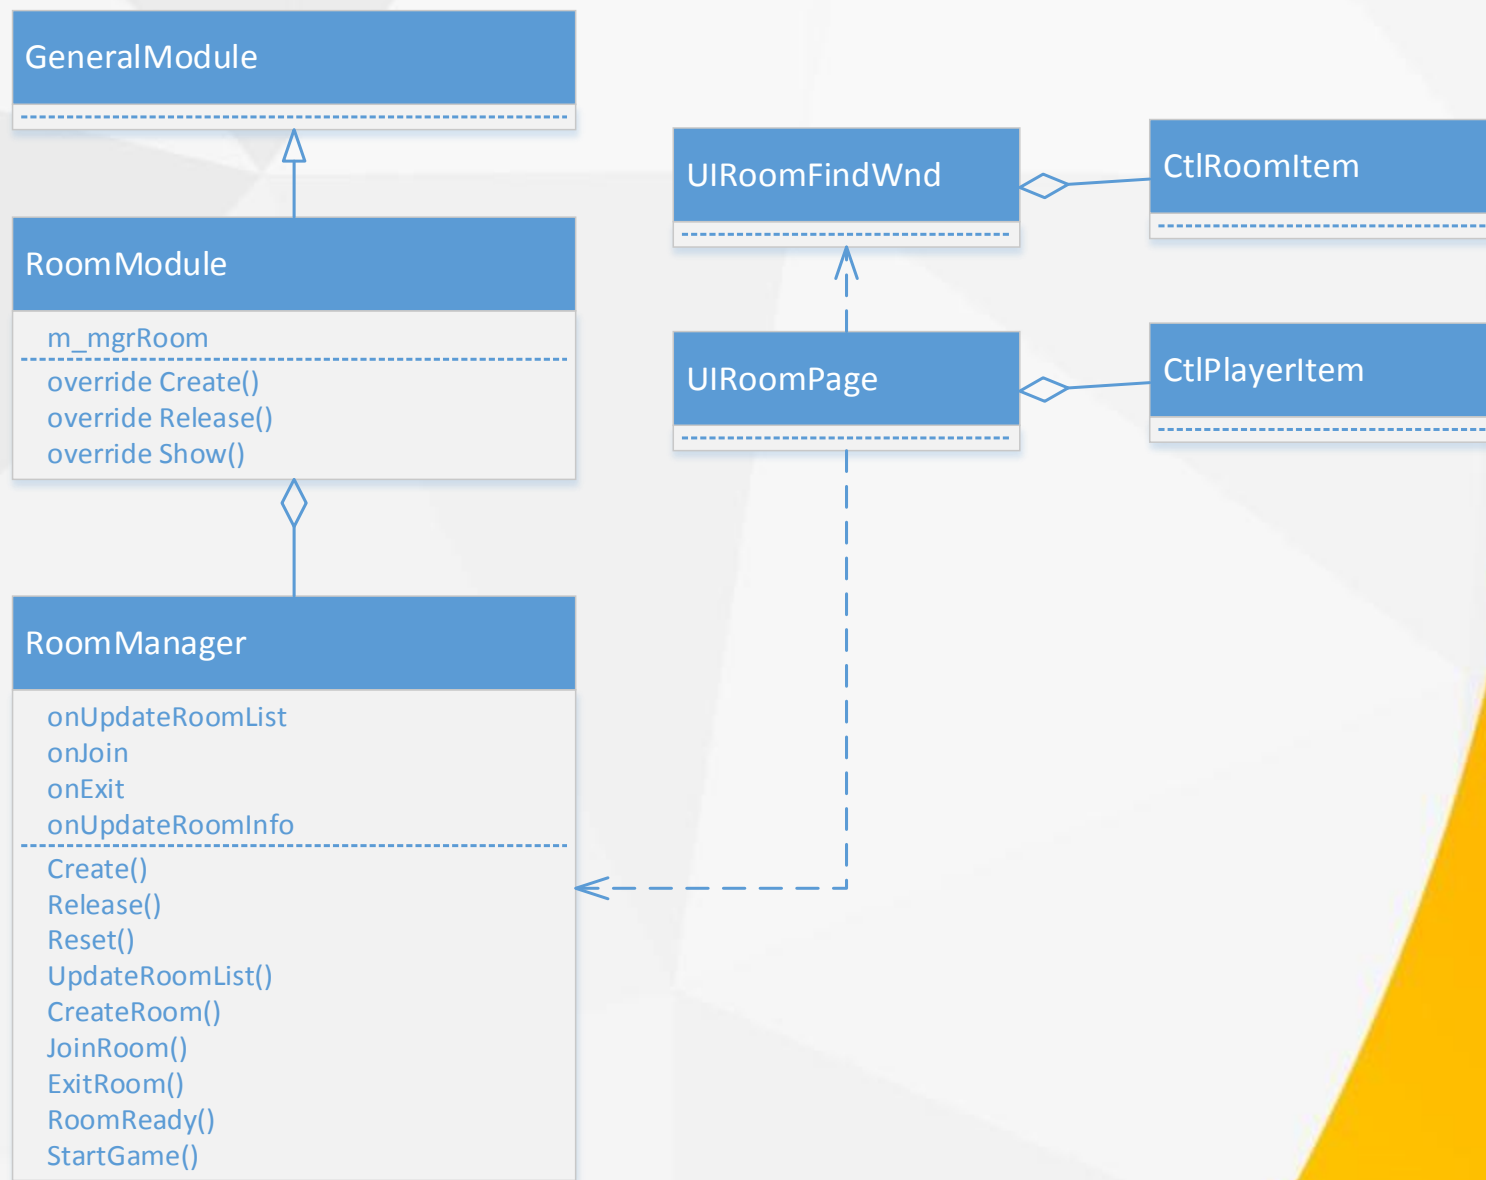 GeneralModule
RoomModule
m_mgrRoom
override Create()
override Release()
override Show()
RoomManager
onUpdateRoomList
onJoin
onExit
onUpdateRoomInfo
Create()
Release()
Reset()
UpdateRoomList()
CreateRoom()
JoinRoom()
ExitRoom()
RoomReady()
StartGame()
UIRoomFindWnd
CtlRoomItem
UIRoomPage
CtlPlayerItem